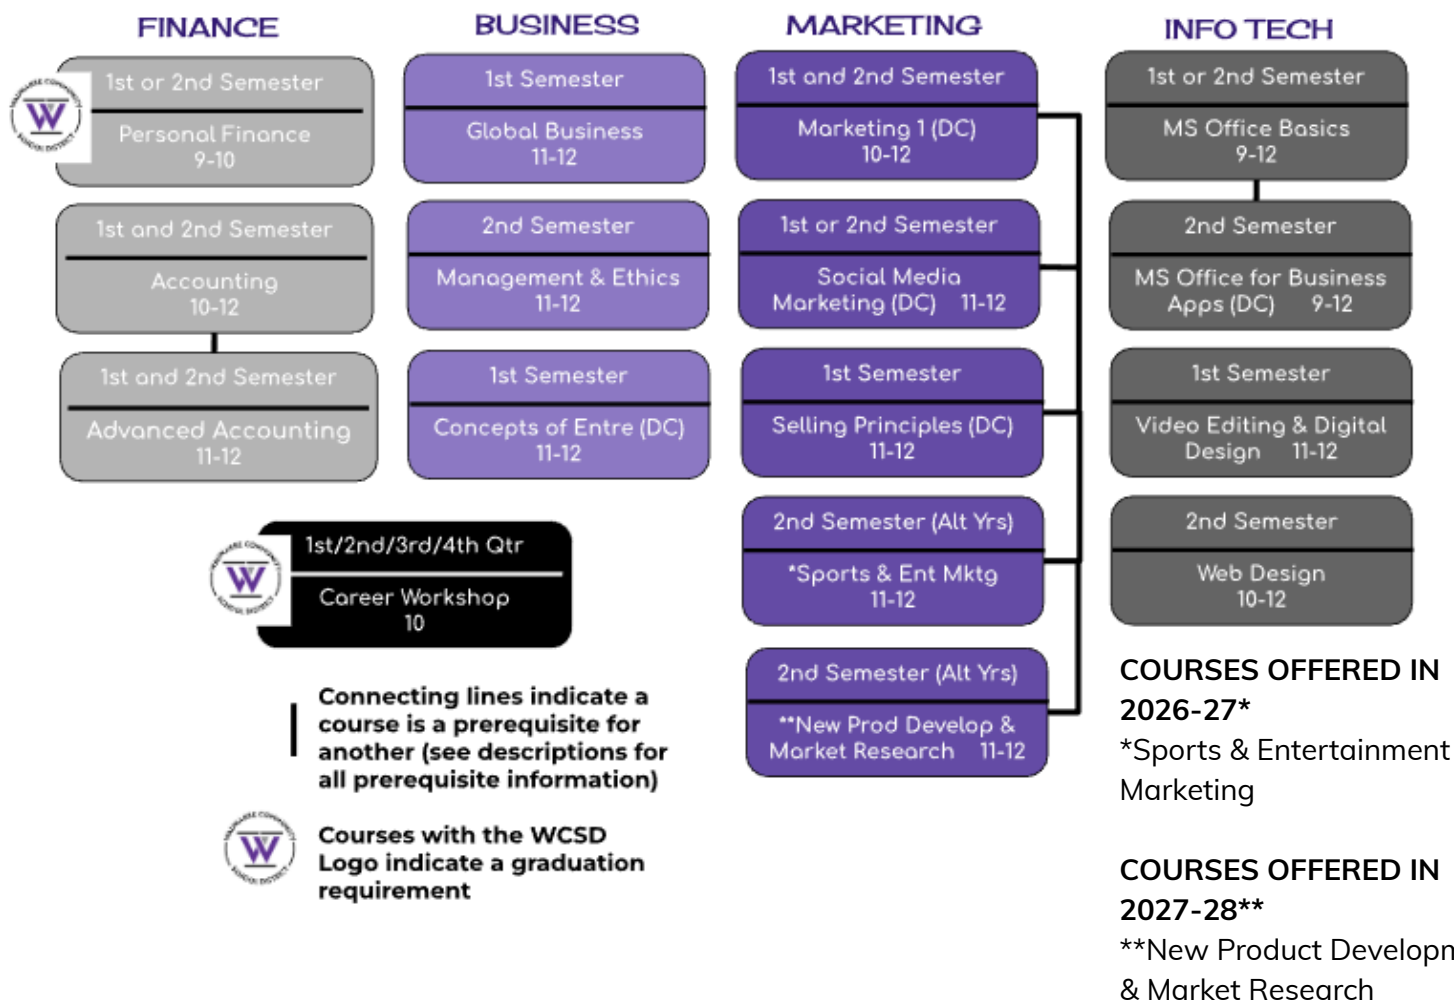 FINANCE
1st or 2nd Semester
Personal Finance
9-10
1st and 2nd Semester
Accounting
10-12
1st and 2nd Semester
Advanced Accounting
11-12
BUSINESS
1st Semester
Global Business
11-12
2nd Semester
Management & Ethics
11-12
1st Semester
Concepts of Entre (DC)
11-12
MARKETING
1st and 2nd Semester
Marketing 1 (DC)
10-12
1st or 2nd Semester
Social Media
Marketing (DC) 11-12
1st Semester
Selling Principles (DC)
11-12
2nd Semester (Alt Yrs)
*Sports & Ent Mktg
11-12
2nd Semester (Alt Yrs)
**New Prod Develop &
Market Research 11-12
INFO TECH
1st or 2nd Semester
MS Office Basics
9-12
2nd Semester
MS Office for Business
Apps (DC) 9-12
1st Semester
Video Editing & Digital
Design 11-12
2nd Semester
Web Design
10-12
1st/2nd/3rd/4th Qtr
Career Workshop
10
Connecting lines indicate a
course is a prerequisite for
another (see descriptions for
all prerequisite information)
W
Courses with the WCSD
Logo indicate a graduation
requirement
COURSES OFFERED IN
2026-27*
*Sports & Entertainment
Marketing
COURSES OFFERED IN
2027-28**
**New Product
& Market Research